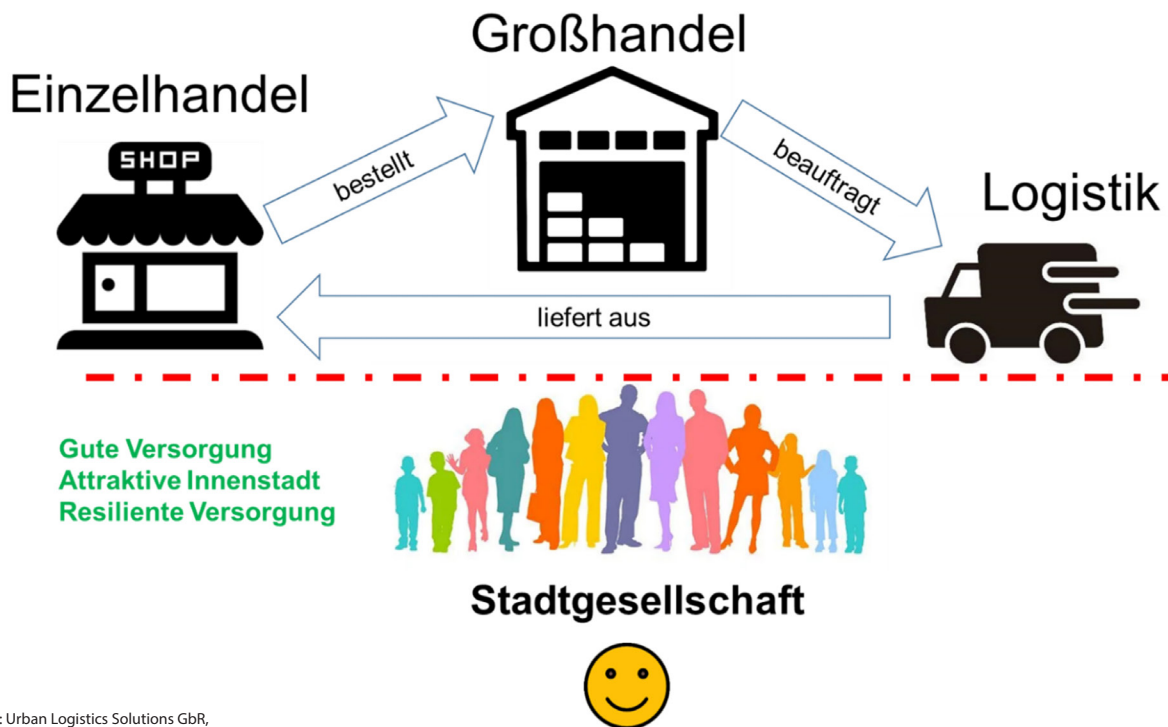 Großhandel
Einzelhandel
SHOP
bestellt
beauftragt
Logistik
liefert aus
Gute Versorgung
Attraktive Innenstadt
Resiliente Versorgung
Stadtgesellschaft
: Urban Logistics Solutions GbR,